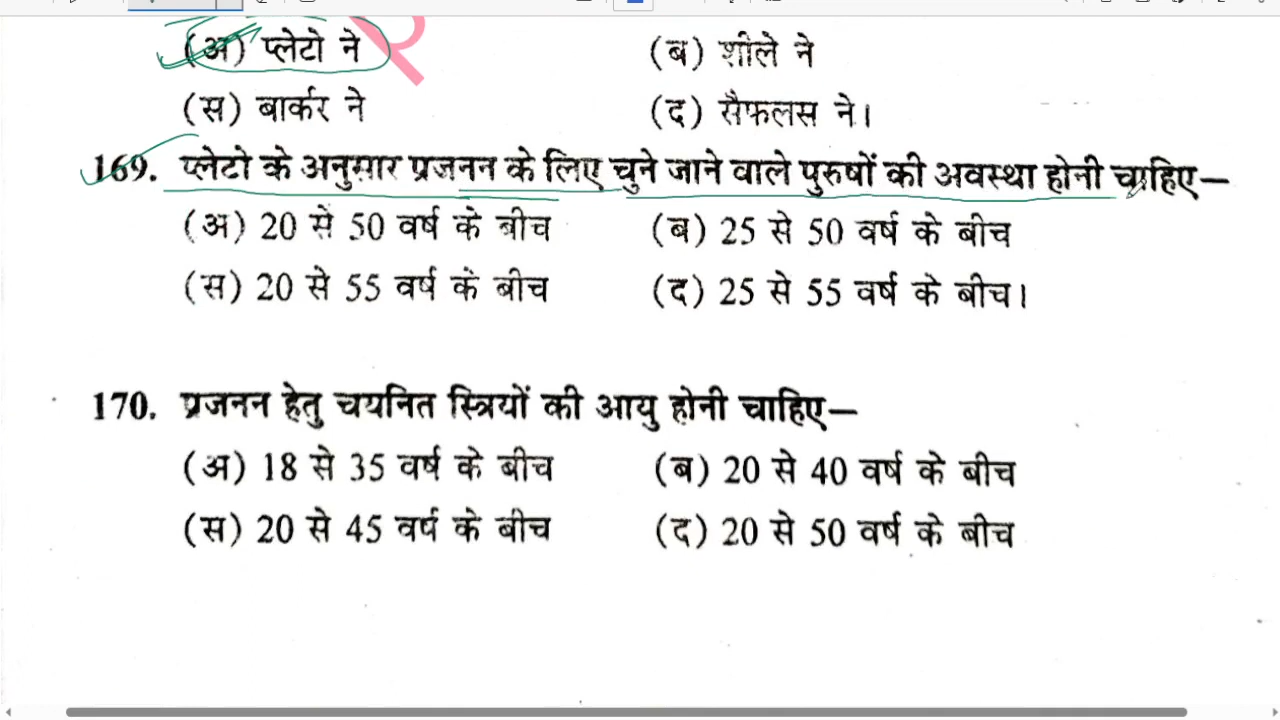 (अ) प्लेटो ने (ब) शीले ने
(स) बार्कर ने (द) सैफलस ने।
169. प्लेटो के अनुसार प्रजनन के लिए चुने जाने वाले पुरुषों की अवस्था होनी चाहिए—
(अ) 20 से 50 वर्ष के बीच (ब) 25 से 50 वर्ष के बीच
(स) 20 से 55 वर्ष के बीच (द) 25 से 55 वर्ष के बीच।
170. प्रजनन हेतु चयनित स्त्रियों की आयु होनी चाहिए—
(अ) 18 से 35 वर्ष के बीच (ब) 20 से 40 वर्ष के बीच
(स) 20 से 45 वर्ष के बीच (द) 20 से 50 वर्ष के बीच